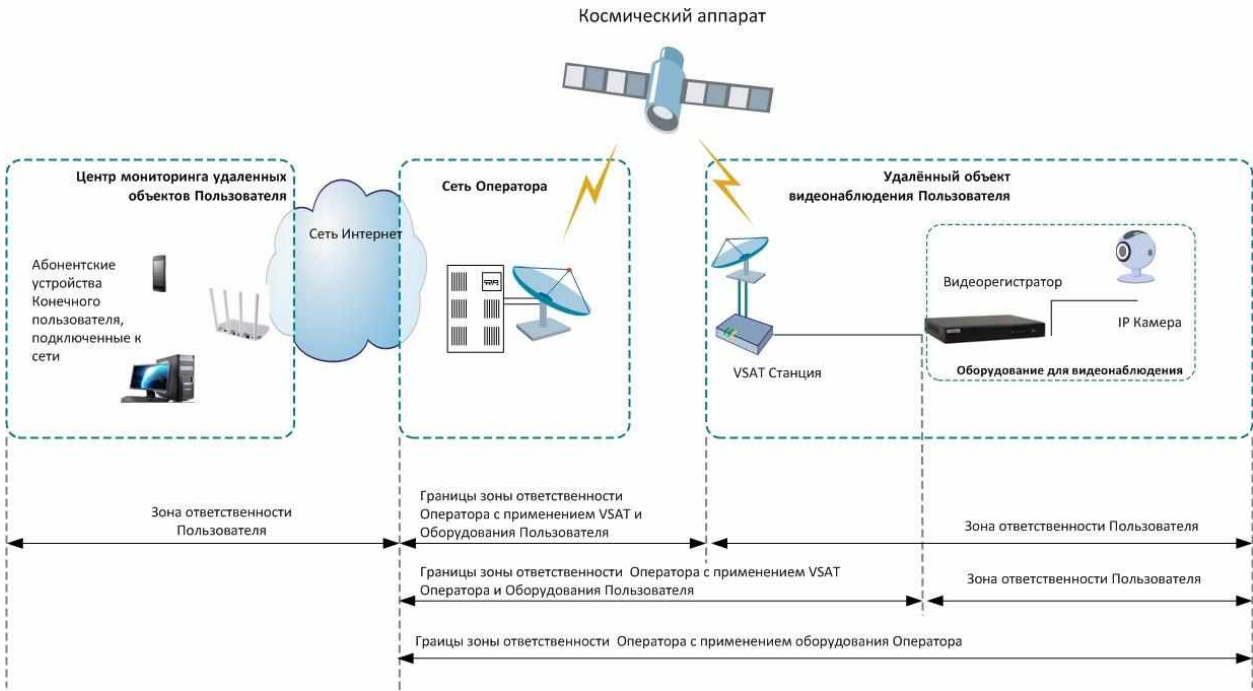 Космический аппарат
Центр мониторинга удаленных
объектов Пользователя
Сеть Интернет
Абонентские
устройства
Конечного
пользователя,
подключенные к
сети
Сеть Оператора
Удалённый объект
видеонаблюдения Пользователя
Видеорегистратор
IP Камера
VSAT Станция
Оборудование для видеонаблюдения
Зона ответственности
Пользователя
Границы зоны ответственности
Оператора с применением VSAT и
Оборудования Пользователя
Зона ответственности Пользователя
Границы зоны ответственности Оператора с применением VSAT
Оператора и Оборудования Пользователя
Зона ответственности Пользователя
Граицы зоны ответственности Оператора с применением оборудования Оператора